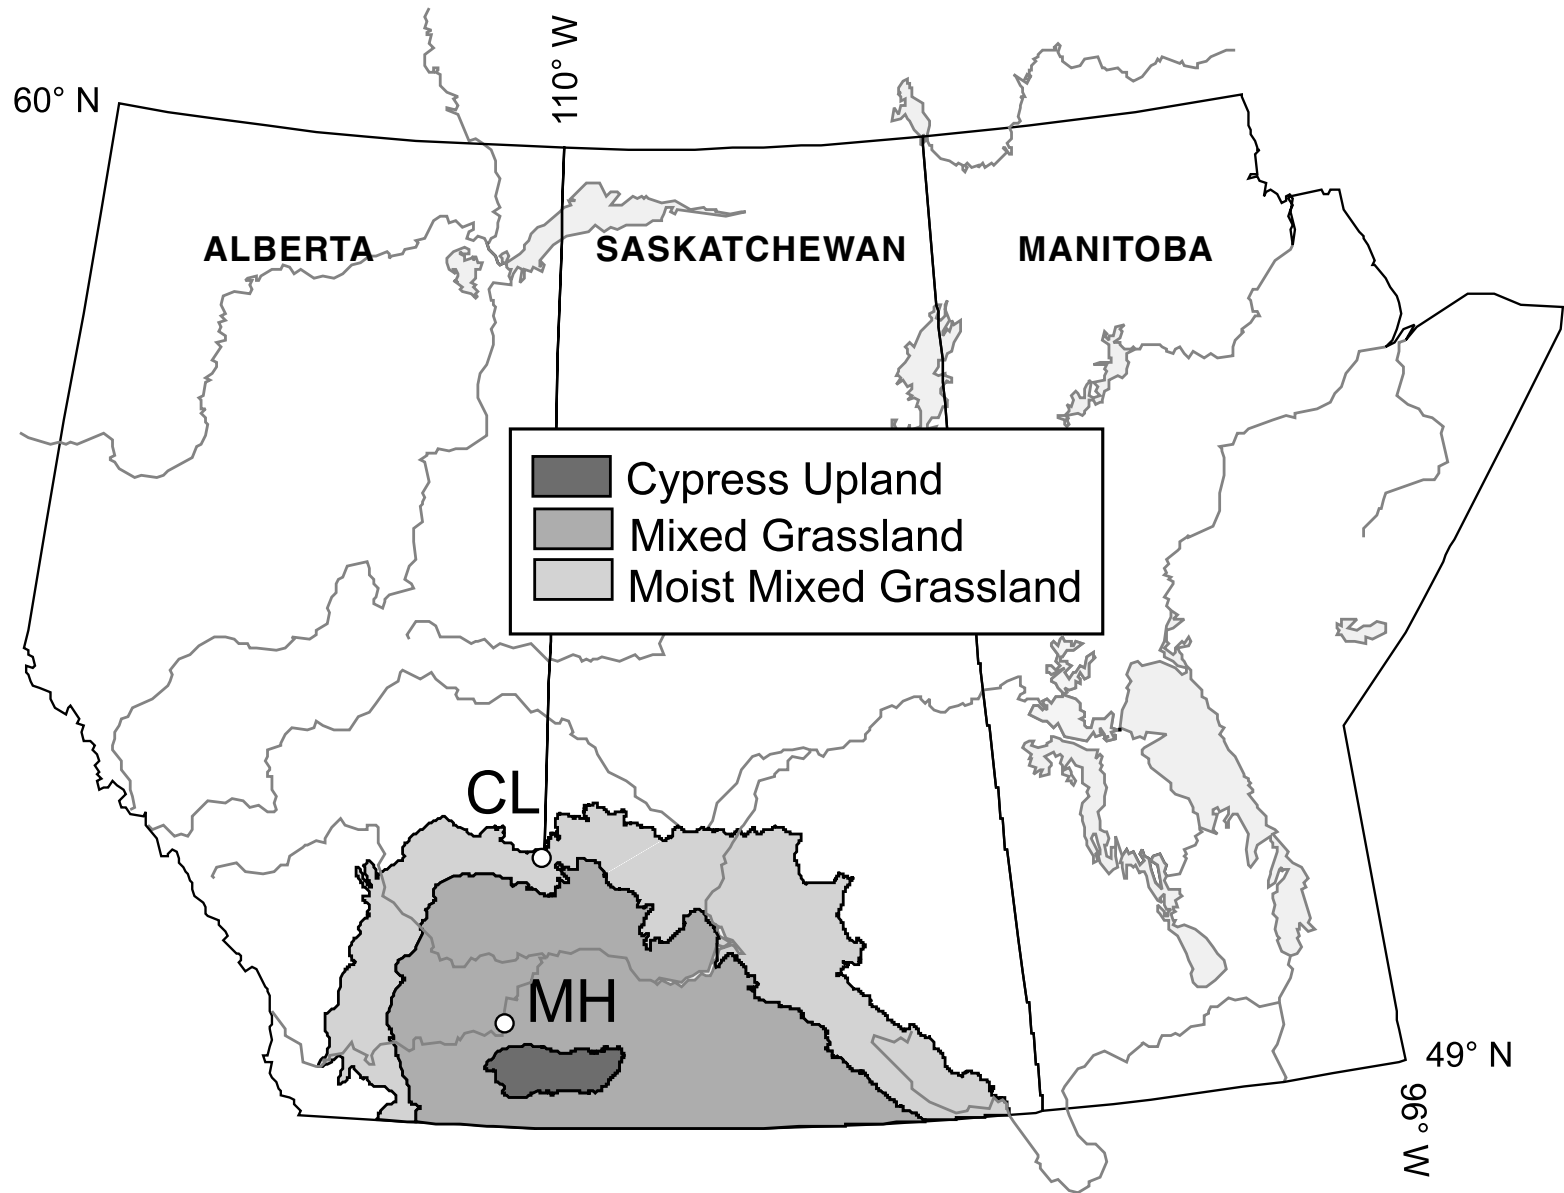 110° W
60° N
ALBERTA
SASKATCHEWAN
MANITOBA
Cypress Upland
Mixed Grassland
Moist Mixed Grassland
CL
MH
49° N
96° W